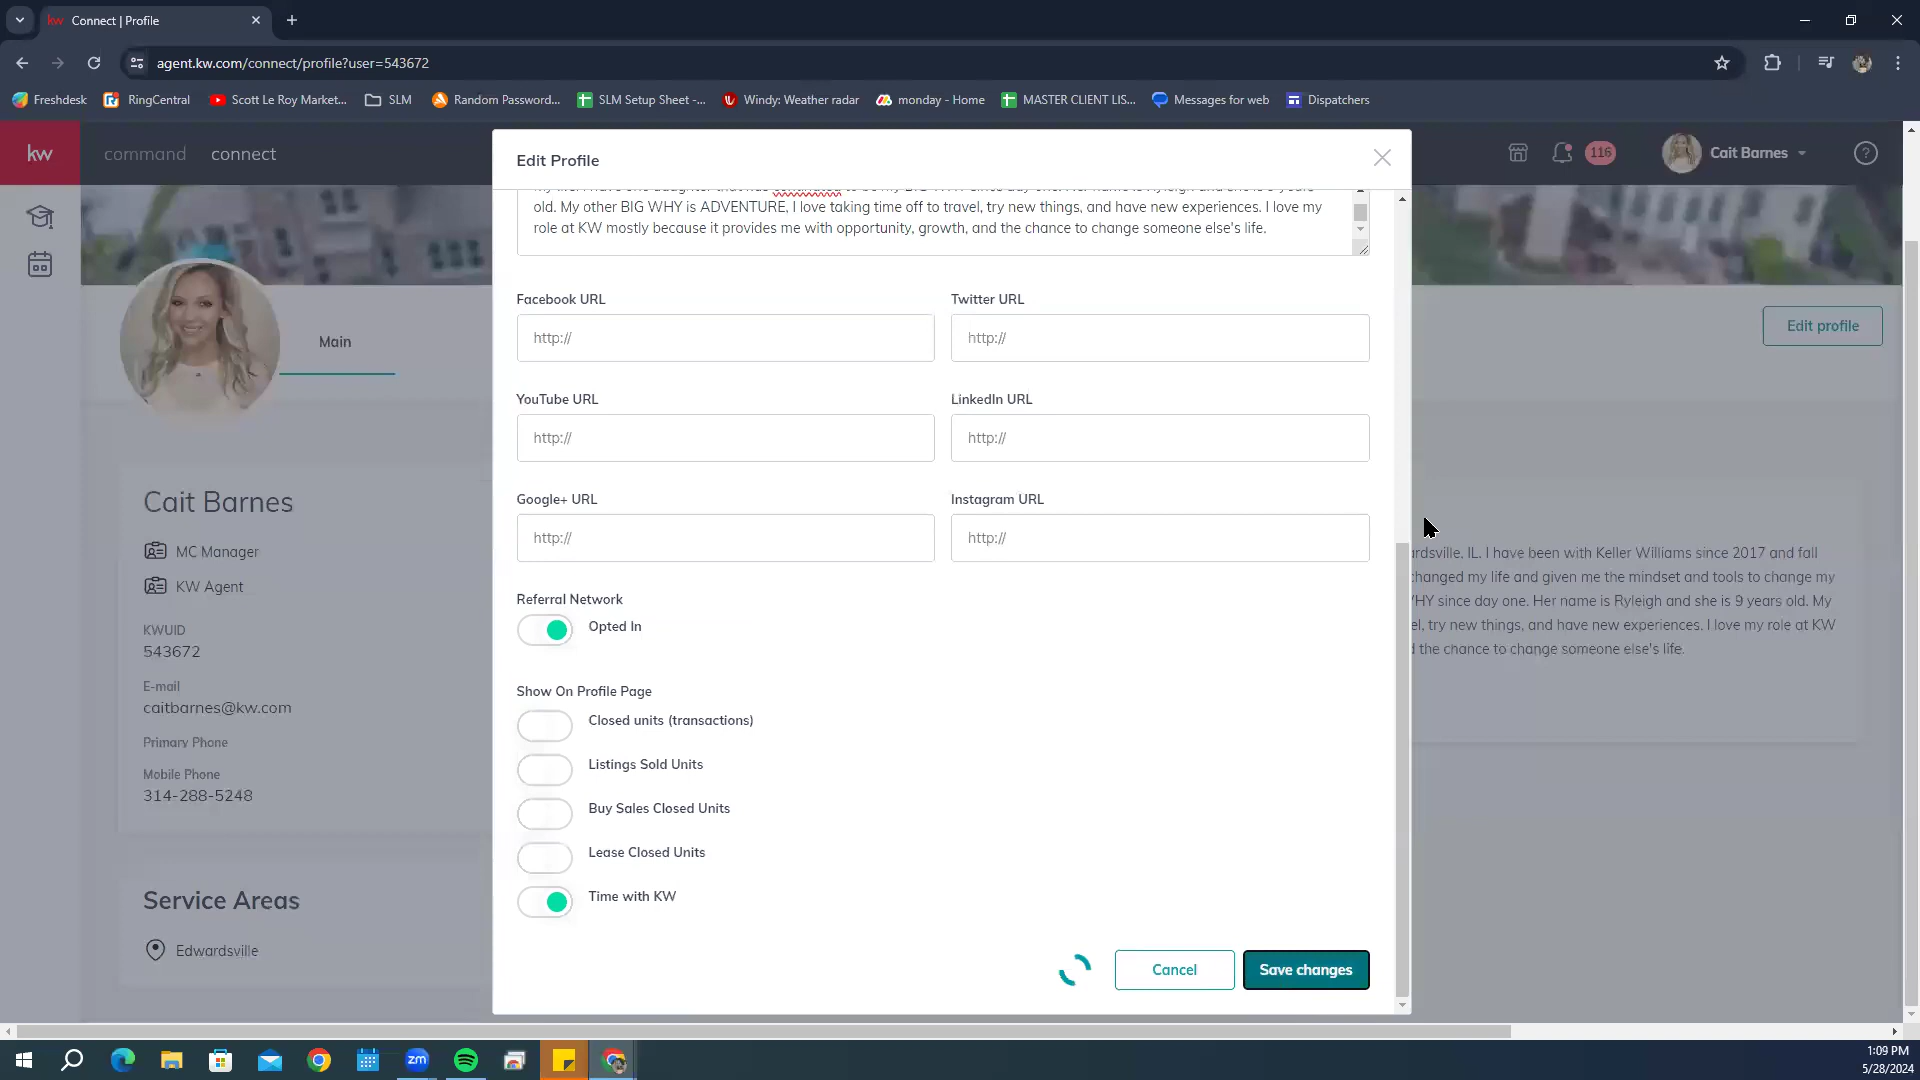 Connect | Profile
agent.kw.com/connect/profile?user=543672
Freshdesk
RingCentral
Scott Le Roy Market...
SLM
Random Password...
SLM Setup Sheet -...
Windy: Weather radar
monday - Home
MASTER CLIENT LIS...
Messages for web
Dispatchers
kw
command
connect
116
Cait Barnes
Edit Profile
old. My other BIG WHY is ADVENTURE, I love taking time off to travel, try new things, and have new experiences. I love my
role at KW mostly because it provides me with opportunity, growth, and the chance to change someone else's life.
Main
Edit profile
Facebook URL
http://
Twitter URL
http://
YouTube URL
http://
LinkedIn URL
http://
Google+ URL
http://
Instagram URL
http://
Referral Network
Opted In
Show On Profile Page
Closed units (transactions)
Listings Sold Units
Buy Sales Closed Units
Lease Closed Units
Time with KW
Cancel
Save changes
Cait Barnes
MC Manager
KW Agent
KWUID
543672
E-mail
caitbarnes@kw.com
Primary Phone
Mobile Phone
314-288-5248
Service Areas
Edwardsville
ardsville, IL. I have been with Keller Williams since 2017 and fall
changed my life and given me the mindset and tools to change my
WHY since day one. Her name is Ryleigh and she is 9 years old. My
el, try new things, and have new experiences. I love my role at KW
d the chance to change someone else's life.
zm
1:09 PM
5/28/2024